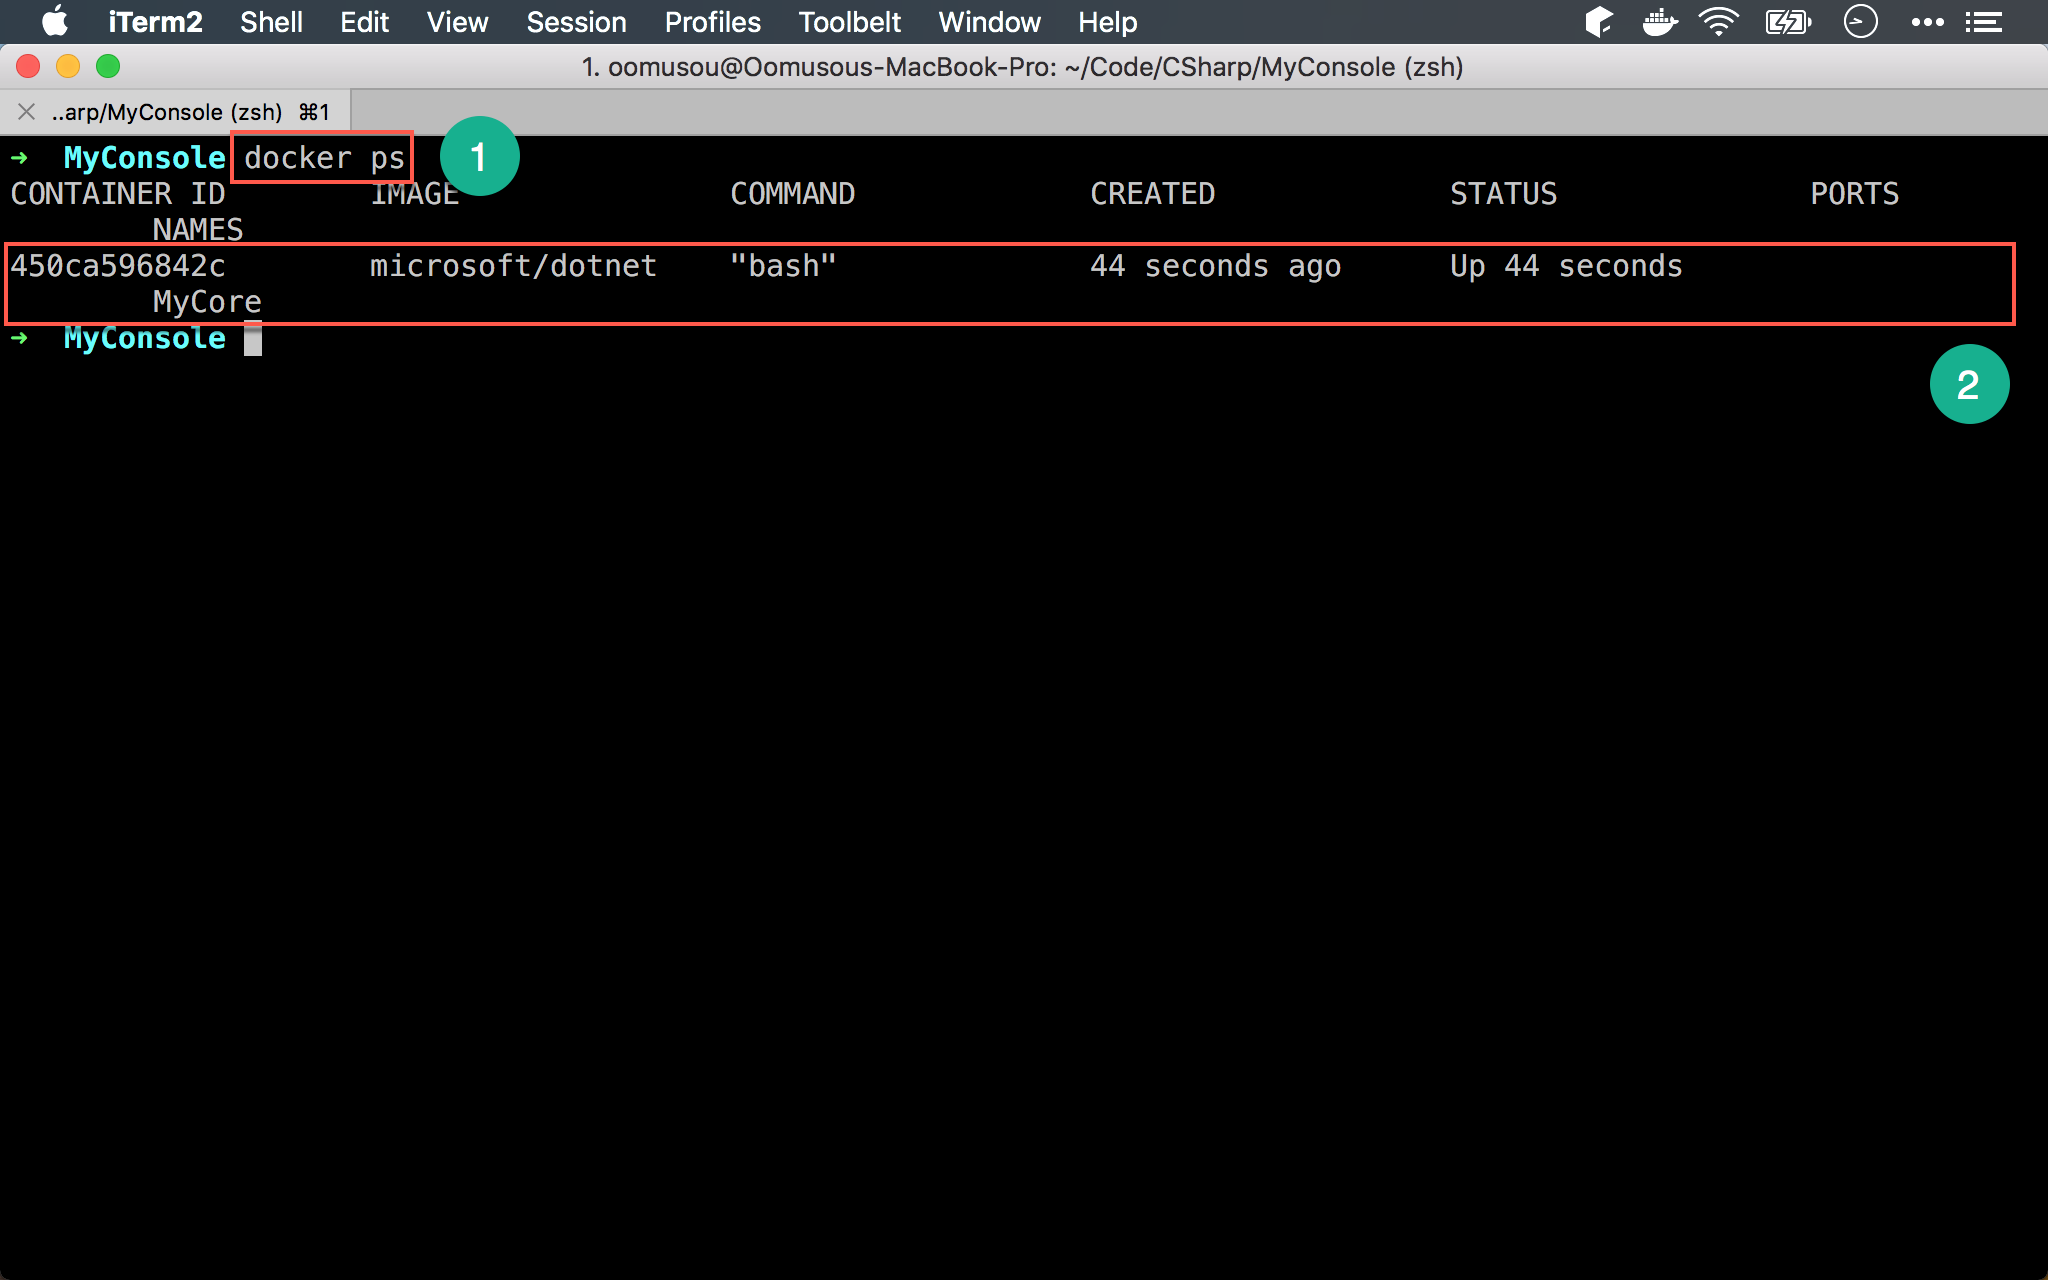 iTerm2 Shell Edit View Session Profiles Toolbelt Window Help
1. oomusou@Oomusous-MacBook-Pro: ~/Code/CSharp/MyConsole (zsh)
..arp/MyConsole (zsh) ⌘1
➜ MyConsole docker ps 1
CONTAINER ID IMAGE COMMAND CREATED STATUS PORTS
NAMES
450ca596842c microsoft/dotnet "bash" 44 seconds ago Up 44 seconds
MyCore
➜ MyConsole
2